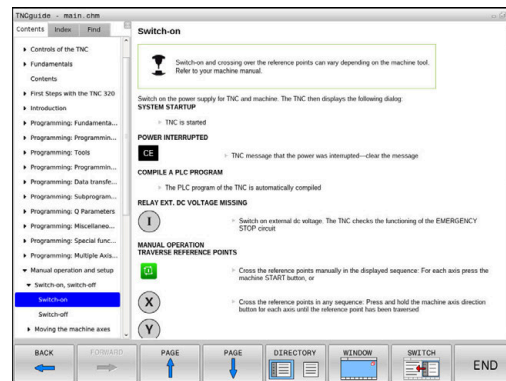 TNCguide - main.chm
Contents Index Find
Controls of the TNC
Fundamentals
Contents
First Steps with the TNC 320
Introduction
Programming: Fundamenta...
Programming: Programmin...
Programming: Tools
Programming: Programmin...
Programming: Data transfe...
Programming: Subprogram...
Programming: Q Parameters
Programming: Miscellaneo...
Programming: Special func...
Programming: Multiple Axis...
Manual operation and setup
Switch-on, switch-off
Switch-on
Switch-off
Moving the machine axes
Switch-on
Switch-on and crossing over the reference points can vary depending on the machine tool.
Refer to your machine manual.
Switch on the power supply for TNC and machine. The TNC then displays the following dialog:
SYSTEM STARTUP
TNC is started
POWER INTERRUPTED
CE
TNC message that the power was interrupted—clear the message
COMPILE A PLC PROGRAM
The PLC program of the TNC is automatically compiled
RELAY EXT. DC VOLTAGE MISSING
I
Switch on external dc voltage. The TNC checks the functioning of the EMERGENCY
STOP circuit
MANUAL OPERATION
TRAVERSE REFERENCE POINTS
Cross the reference points manually in the displayed sequence: For each axis press the
machine START button, or
X
Cross the reference points in any sequence: Press and hold the machine axis direction
button for each axis until the reference point has been traversed
Y
BACK FORWARD PAGE PAGE DIRECTORY WINDOW SWITCH END